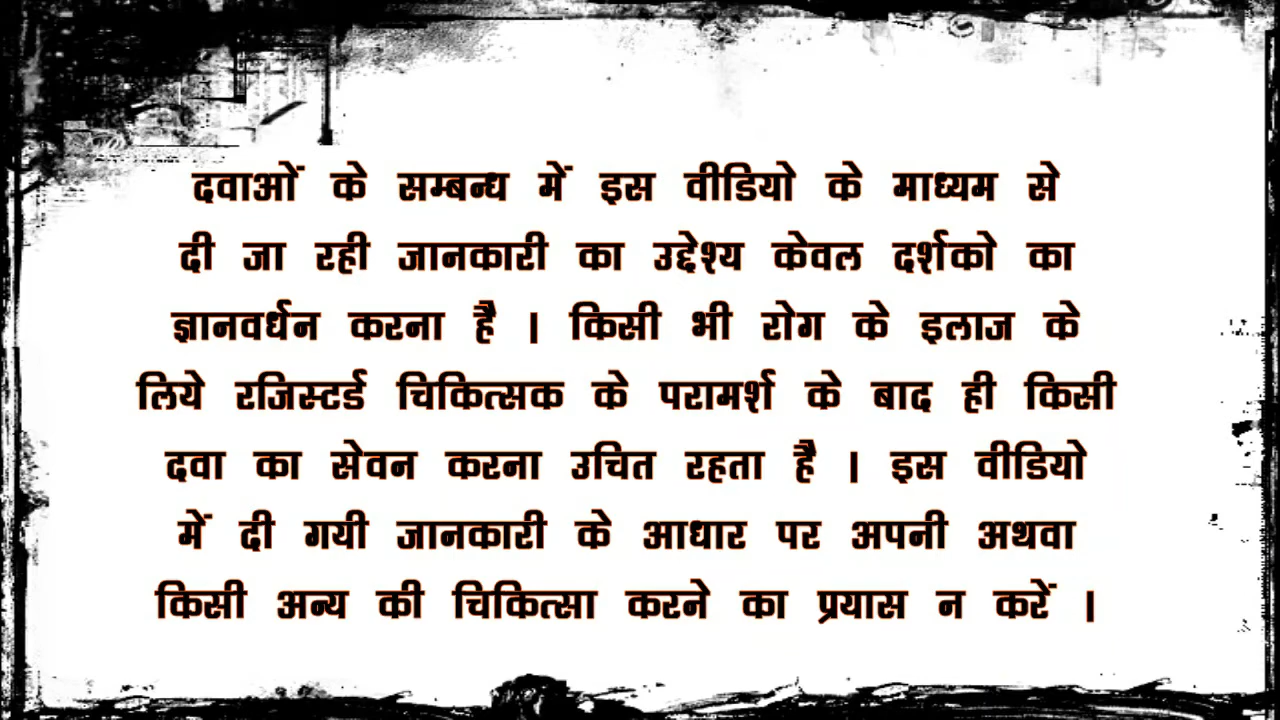 दवाओं के सम्बन्ध में इस वीडियो के माध्यम से
दी जा रही जानकारी का उद्देश्य केवल दर्शको का
ज्ञानवर्धन करना है ।  किसी भी रोग के इलाज के
लिये रजिस्टर्ड चिकित्सक के परामर्श के बाद ही किसी
दवा का सेवन करना उचित रहता है । इस वीडियो
में दी गयी जानकारी के आधार पर अपनी अथवा
किसी अन्य की चिकित्सा करने का प्रयास न करें ।